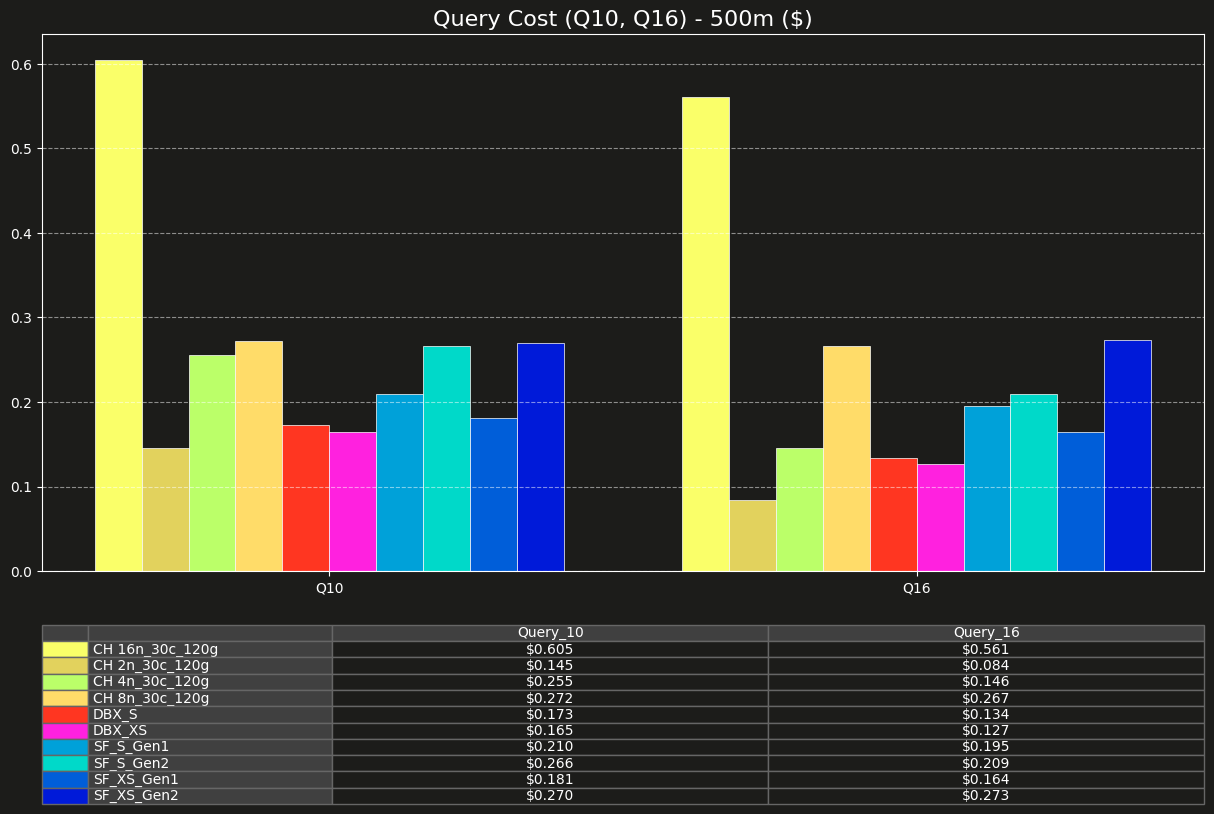 Query Cost (Q10, Q16) - 500m ($)
0.6
0.5
0.4
0.3
0.2
0.1
0.0
Q10 Q16
Query_10 Query_16
CH 16n_30c_120g $0.605 $0.561
CH 2n_30c_120g $0.145 $0.084
CH 4n_30c_120g $0.255 $0.146
CH 8n_30c_120g $0.272 $0.267
DBX_S $0.173 $0.134
DBX_XS $0.165 $0.127
SF_S_Gen1 $0.210 $0.195
SF_S_Gen2 $0.266 $0.209
SF_XS_Gen1 $0.181 $0.164
SF_XS_Gen2 $0.270 $0.273